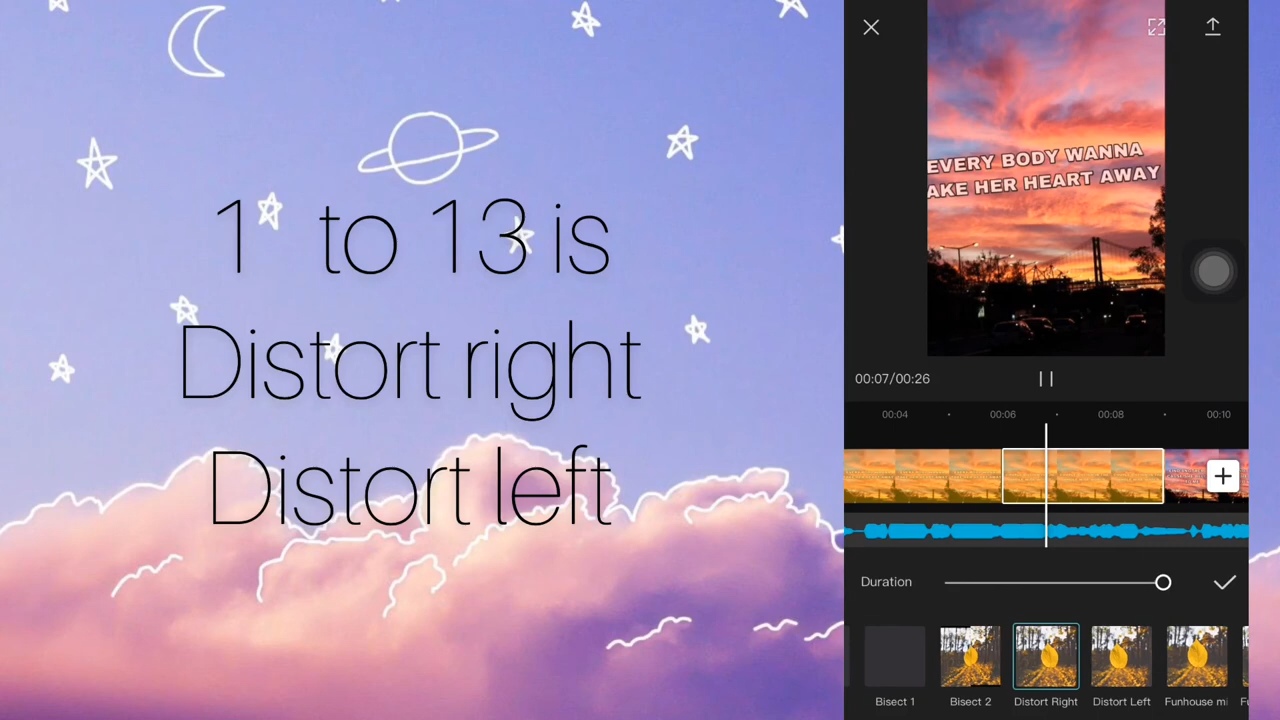 1 to 13 is
Distort right
Distort left
EVERY BODY WANNA
AKE HER HEART AWAY
00:07/00:26
00:04
00:06
00:08
00:10
Duration
Bisect 1
Bisect 2
Distort Right
Distort Left
Funhouse mi
Fu